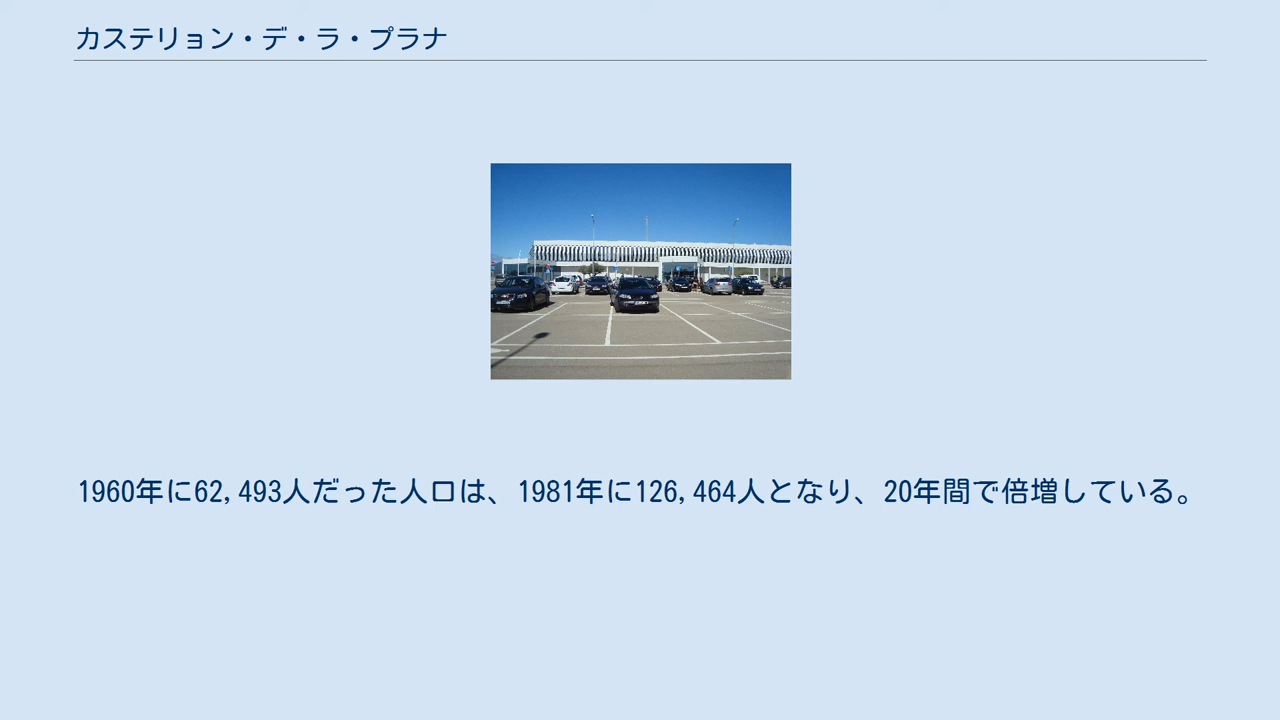 カステリョン・デ・ラ・プラナ
1960年に62,493人だった人口は、1981年に126,464人となり、20年間で倍増している。